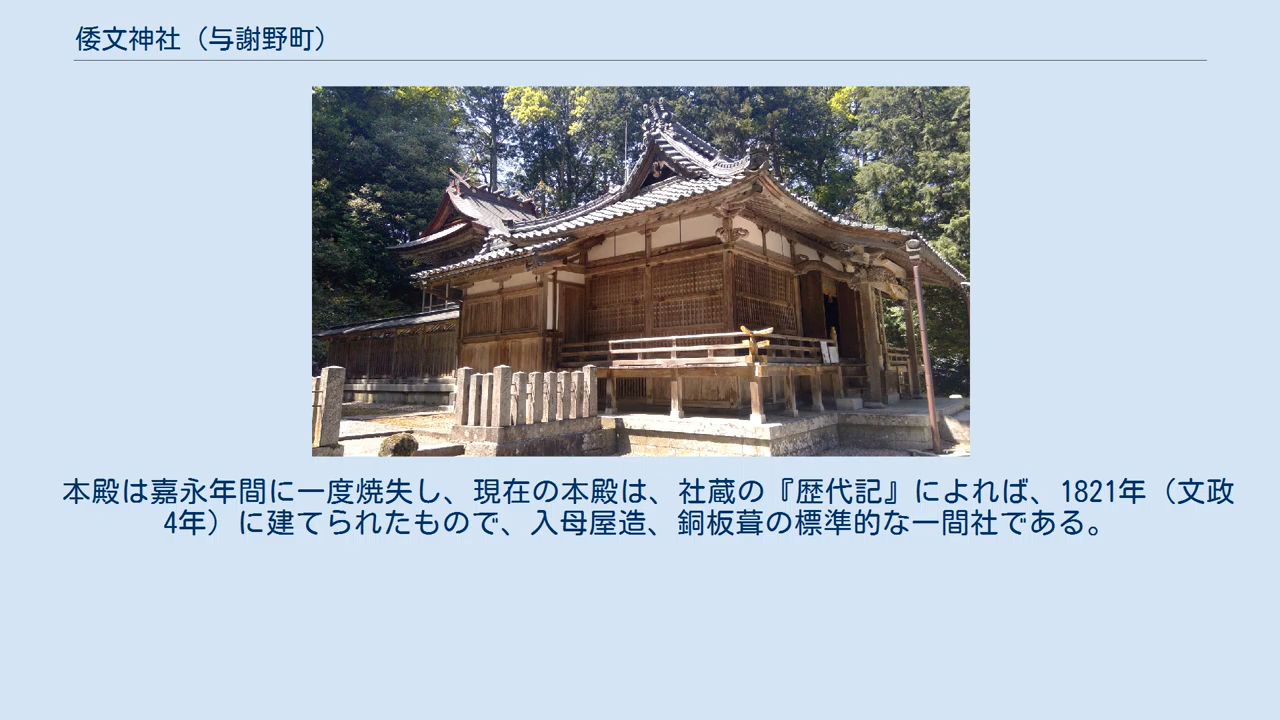 倭文神社（与謝野町）
本殿は嘉永年間に一度焼失し、現在の本殿は、社蔵の『歴代記』によれば、1821年（文政
4年）に建てられたもので、入母屋造、銅板葺の標準的な一間社である。